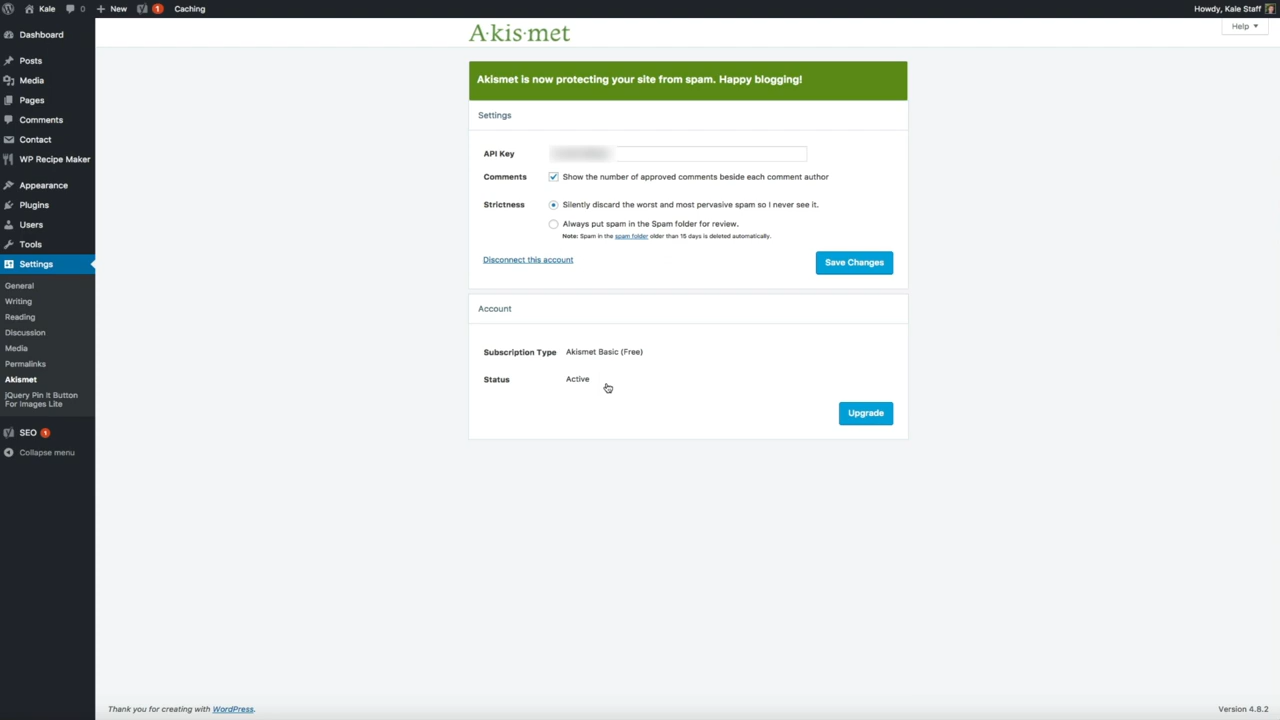 Kale 0 + New 1 Caching Howdy, Kale Staff
Dashboard
Posts
Media
Pages
Comments
Contact
WP Recipe Maker
Appearance
Plugins
Users
Tools
Settings
General
Writing
Reading
Discussion
Media
Permalinks
Akismet
jQuery Pin It Button
For Images Lite
SEO 1
Collapse menu
A·kis·met
Help
Akismet is now protecting your site from spam. Happy blogging!
Settings
API Key
Comments Show the number of approved comments beside each comment author
Strictness Silently discard the worst and most pervasive spam so I never see it.
Always put spam in the Spam folder for review.
Note: Spam in the spam folder older than 15 days is deleted automatically.
Disconnect this account Save Changes
Account
Subscription Type Akismet Basic (Free)
Status Active
Upgrade
Thank you for creating with WordPress. Version 4.8.2